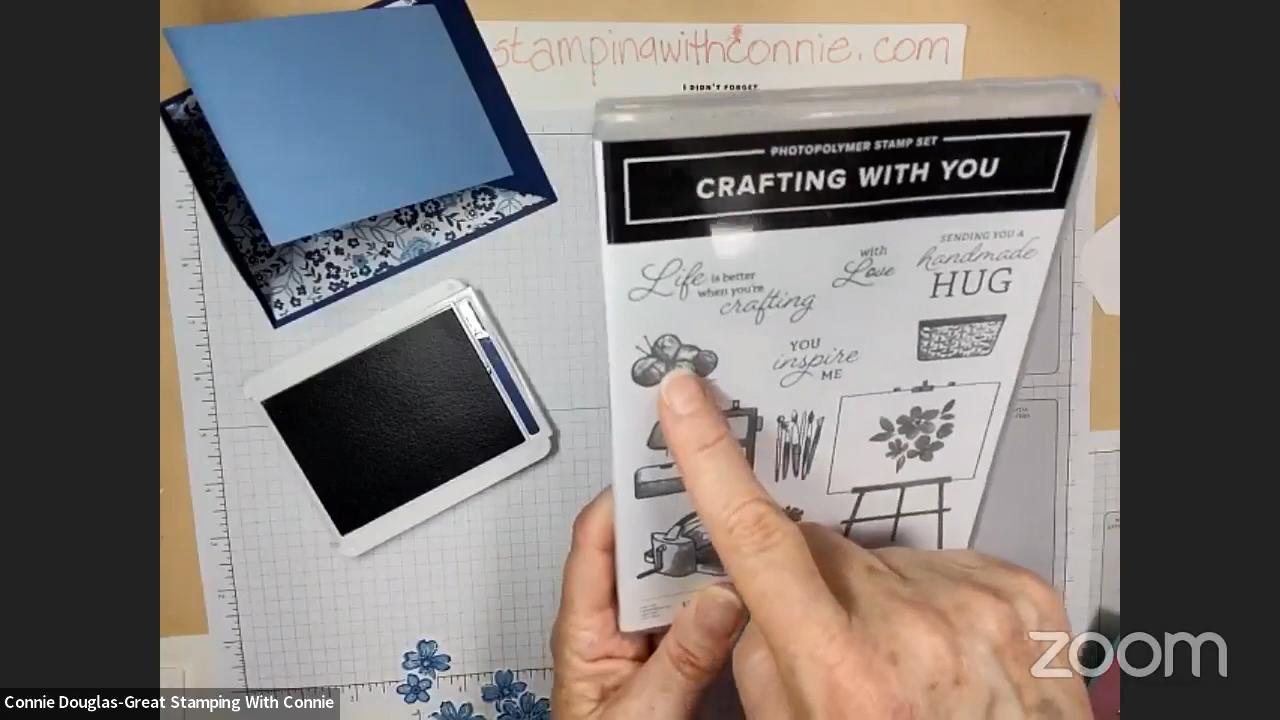 stampingwithconnie.com
I DIDN'T FORGET
PHOTOPOLYMER STAMP SET
CRAFTING WITH YOU
Life is better
when you're
crafting
with
Love
SENDING YOU A
handmade
HUG
YOU
inspire
ME
zoom
Connie Douglas-Great Stamping With Connie